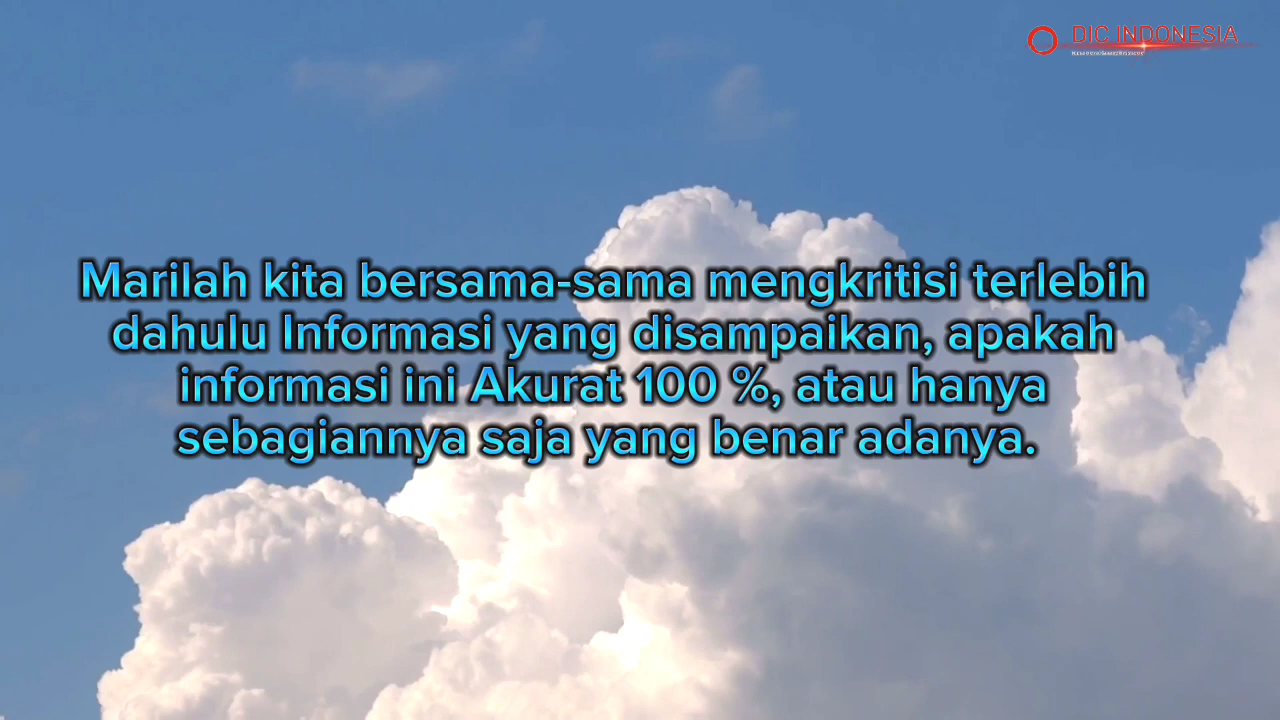 DIC INDONESIA
Marilah kita bersama-sama mengkritisi terlebih
dahulu Informasi yang disampaikan, apakah
informasi ini Akurat 100 %, atau hanya
sebagiannya saja yang benar adanya.